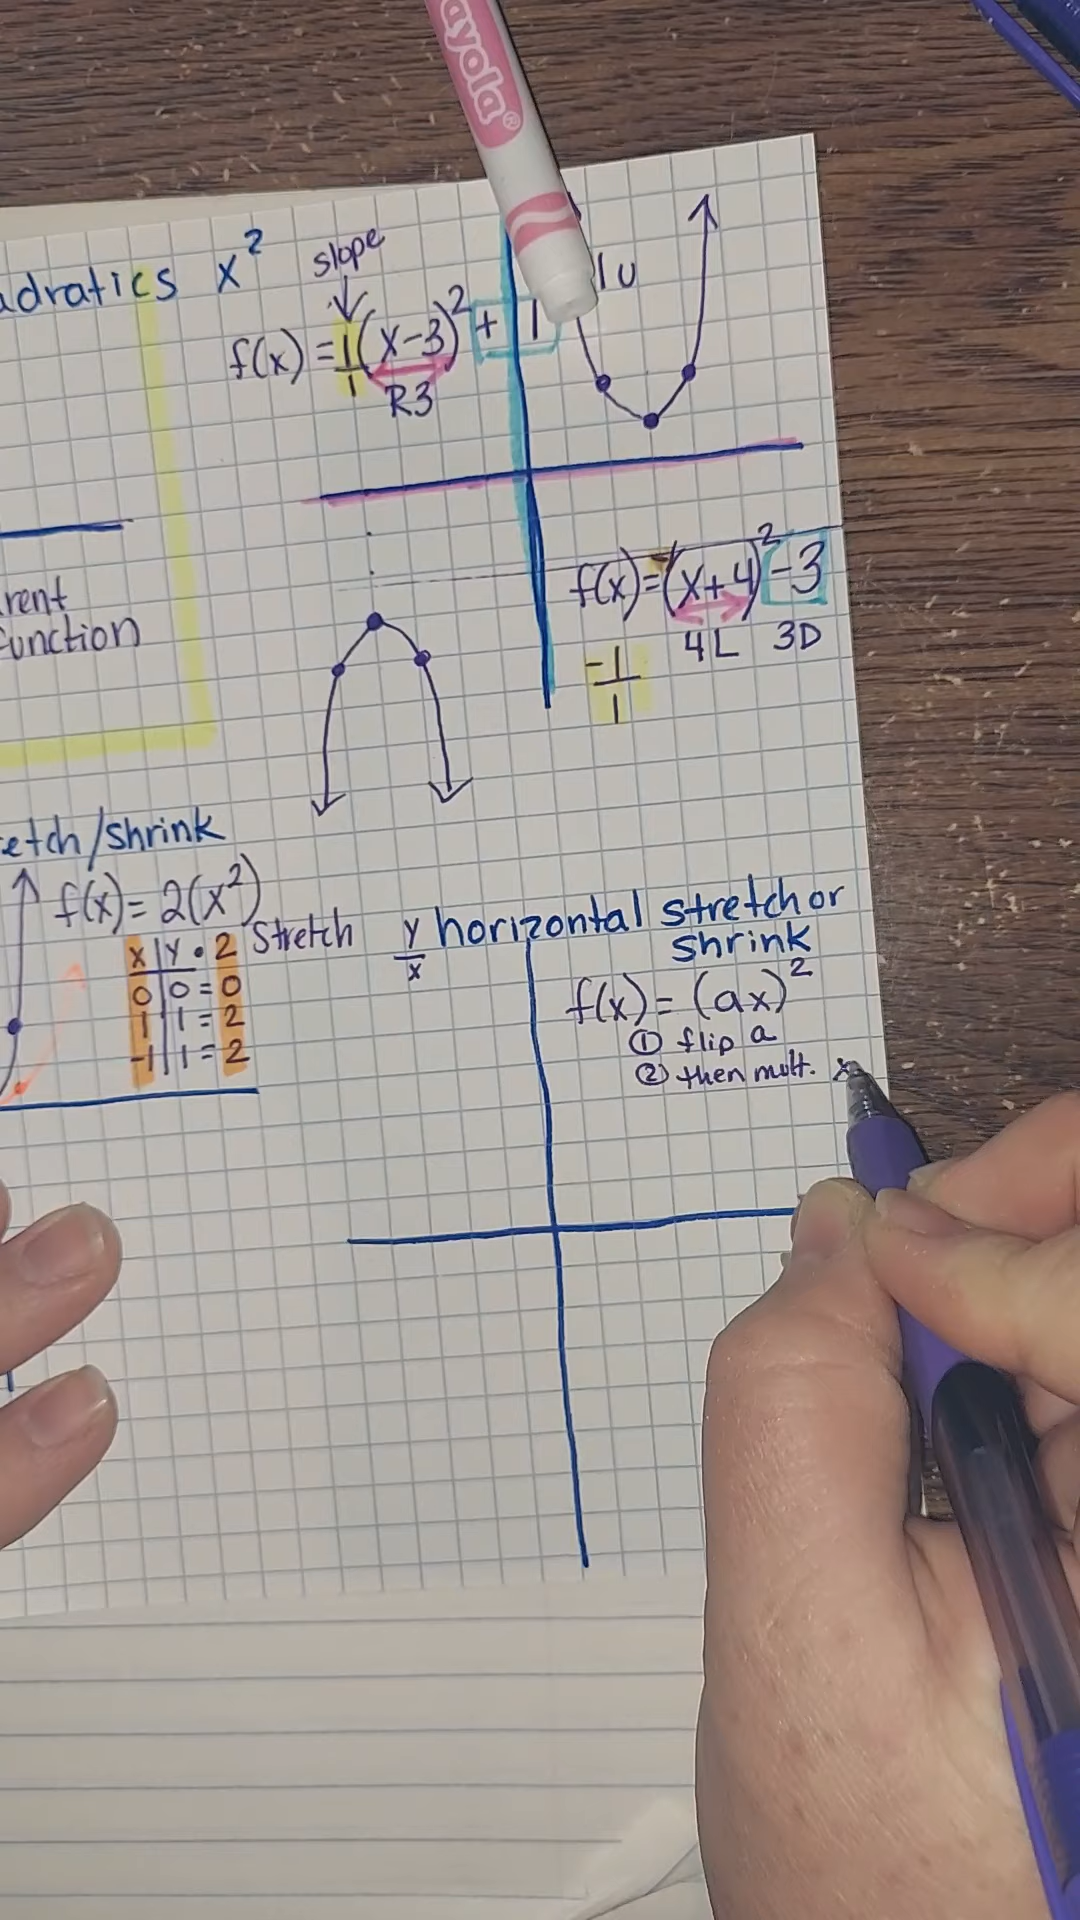 ayola®
adratics x²
slope
f(x) = 1/1 (x-3)² + 1
R3
1u
f(x) = -(x+4)² -3
4L 3D
-1/1
rent
unction
etch/shrink
f(x) = 2(x²)
Stretch
x | y • 2
0 | 0 = 0
1 | 1 = 2
-1 | 1 = 2
y/x horizontal stretch or
shrink
f(x) = (ax)²
① flip a
② then mult. x